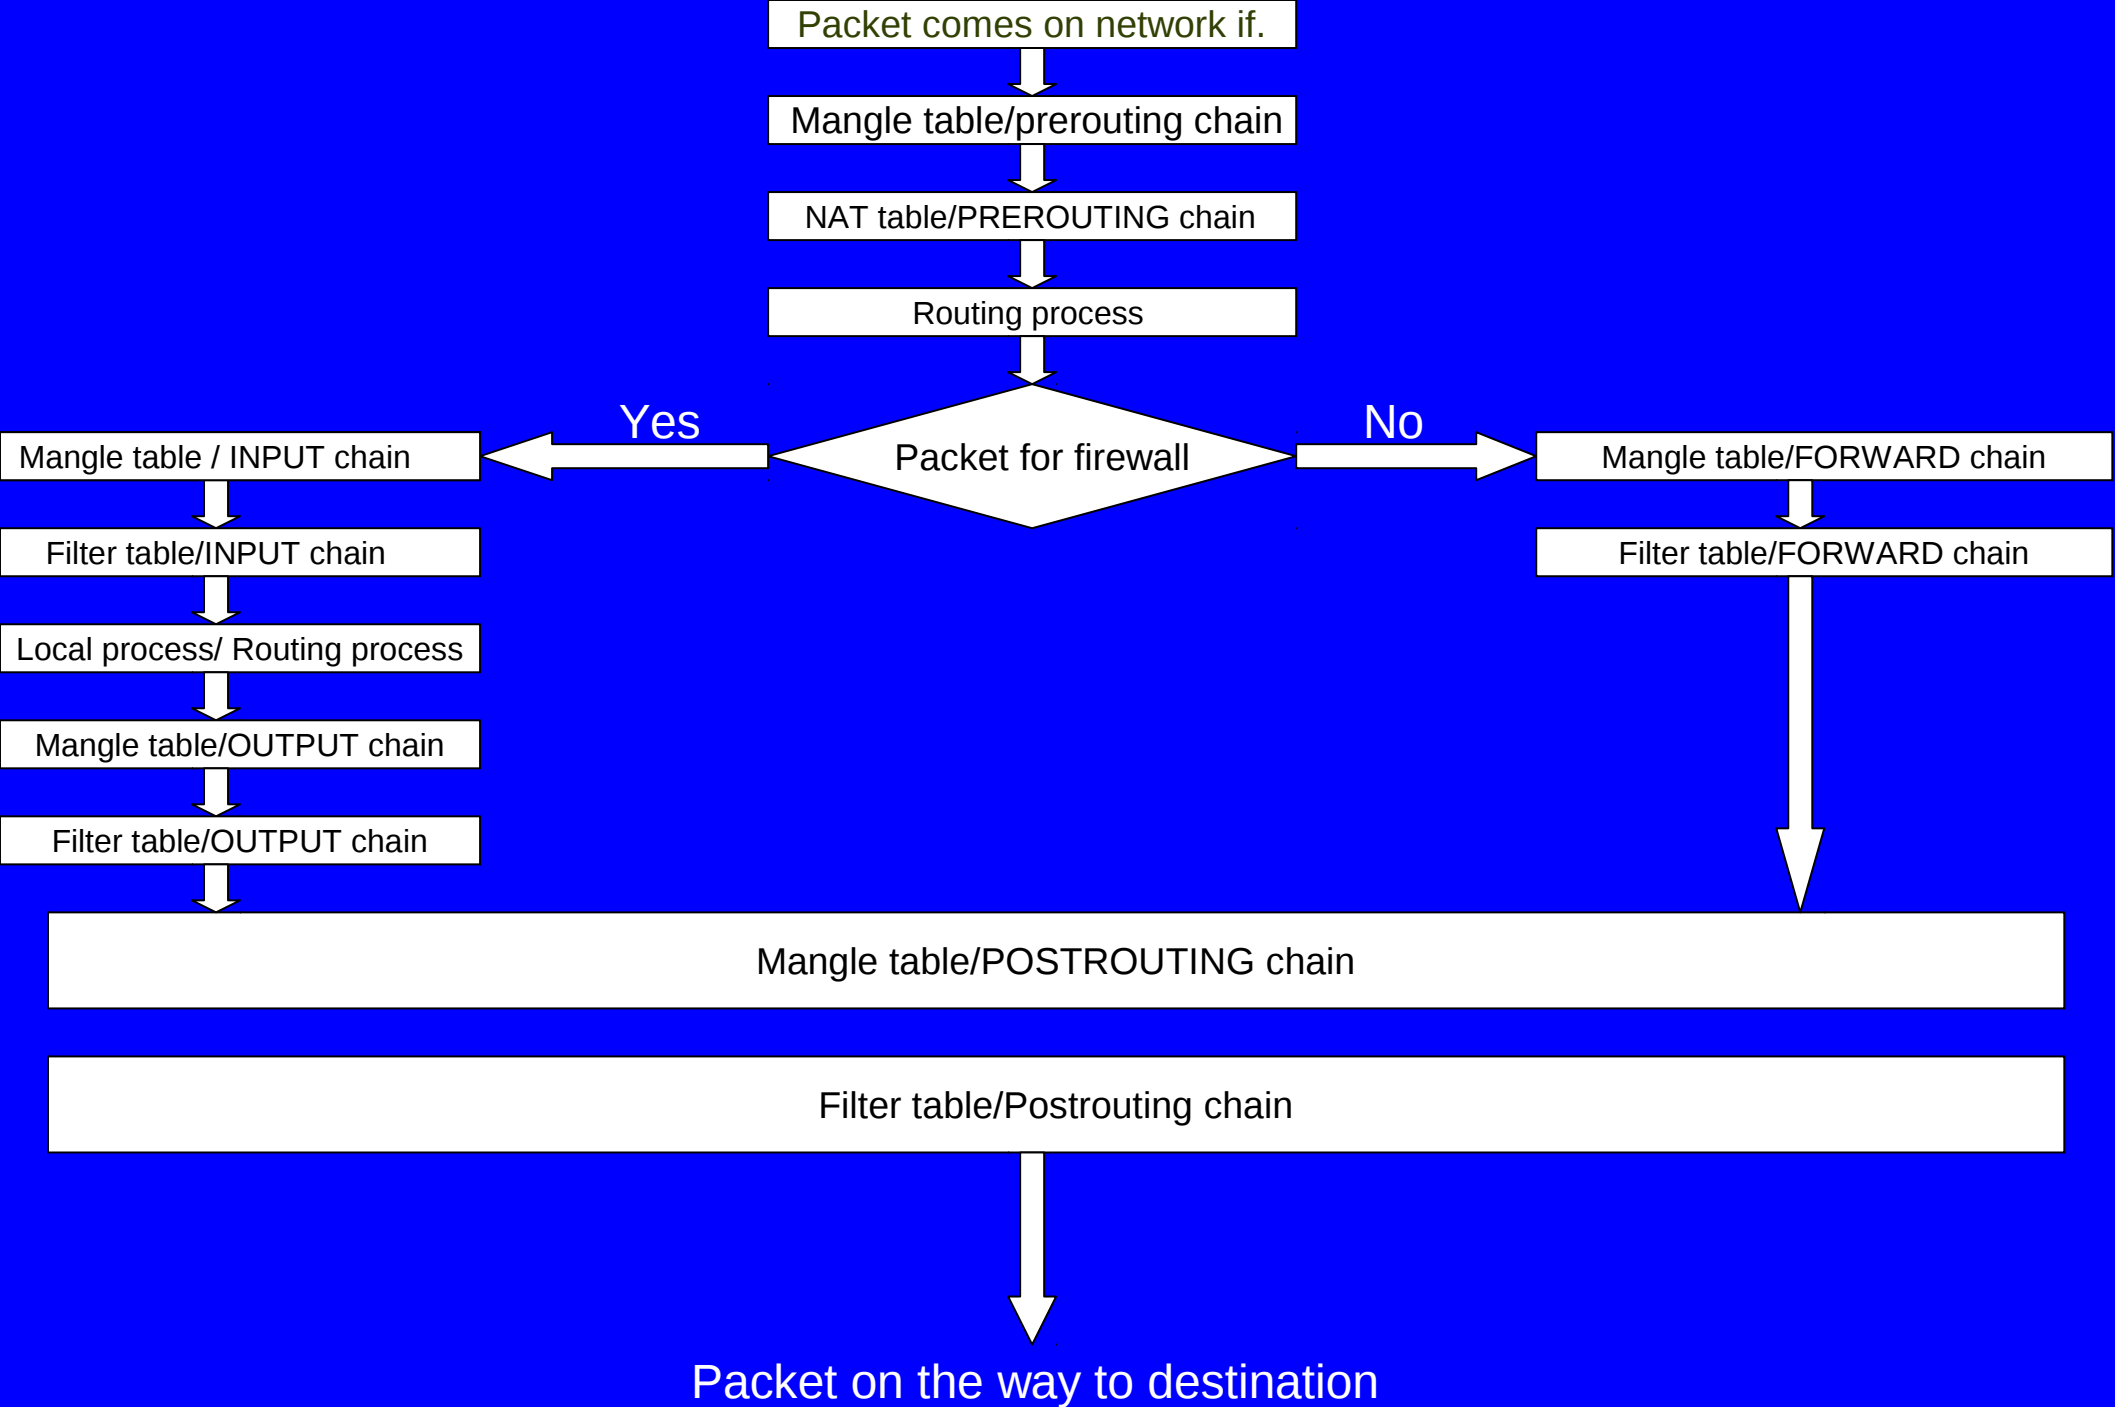 Packet comes on network if.
Mangle table/prerouting chain
NAT table/PREROUTING chain
Routing process
Packet for firewall
Yes
No
Mangle table / INPUT chain
Filter table/INPUT chain
Local process/ Routing process
Mangle table/OUTPUT chain
Filter table/OUTPUT chain
Mangle table/FORWARD chain
Filter table/FORWARD chain
Mangle table/POSTROUTING chain
Filter table/Postrouting chain
Packet on the way to destination